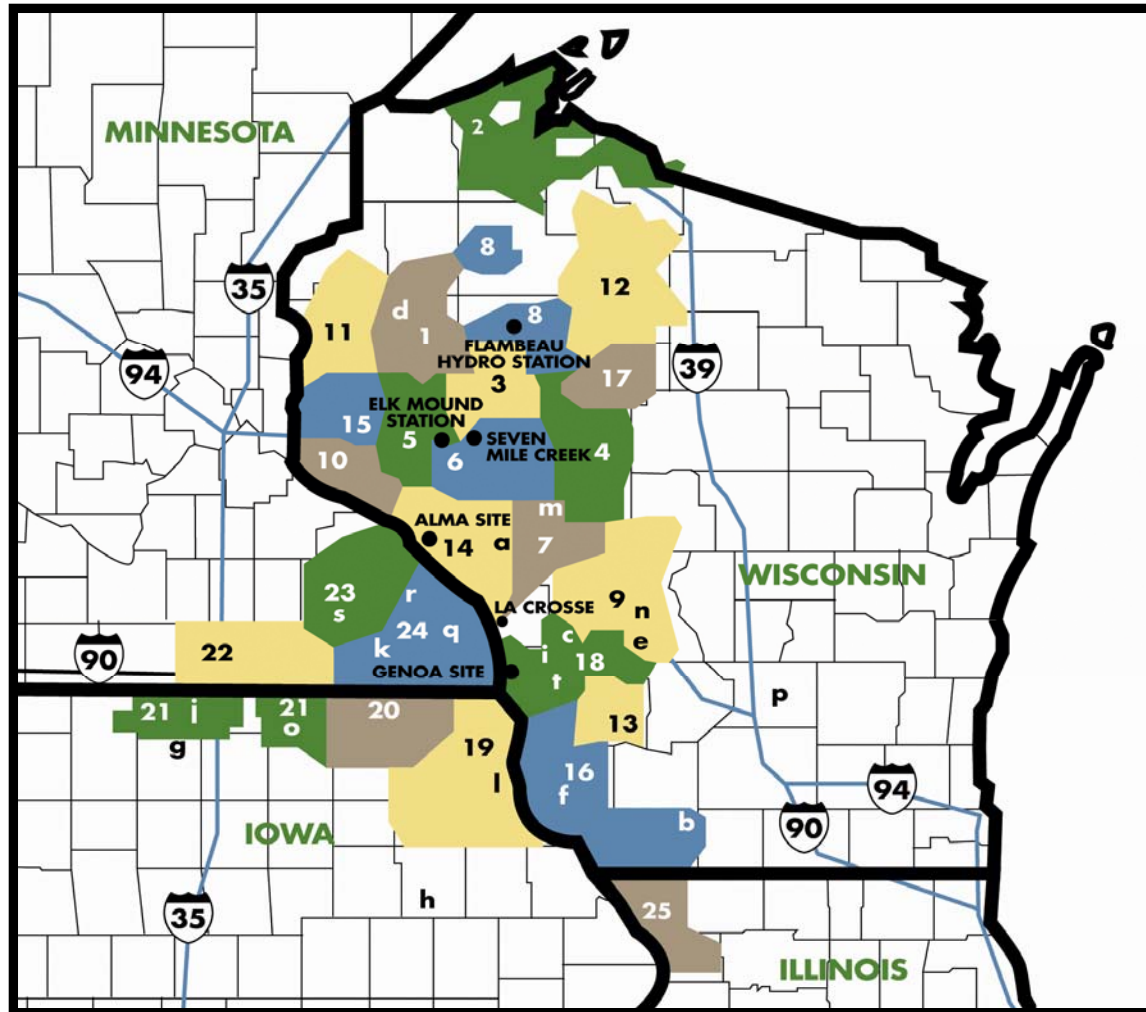 2
MINNESOTA
8
35
12
11
d
1
8
FLAMBEAU
HYDRO STATION
94
39
3
17
15
ELK MOUND
STATION
5
SEVEN
MILE CREEK
4
10
6
m
ALMA SITE
14
a
7
WISCONSIN
23
s
r
LA CROSSE
9
n
24
q
c
e
22
k
i
18
90
GENOA SITE
t
p
21
j
21
o
20
13
g
19
l
16
f
94
IOWA
b
90
h
35
25
ILLINOIS